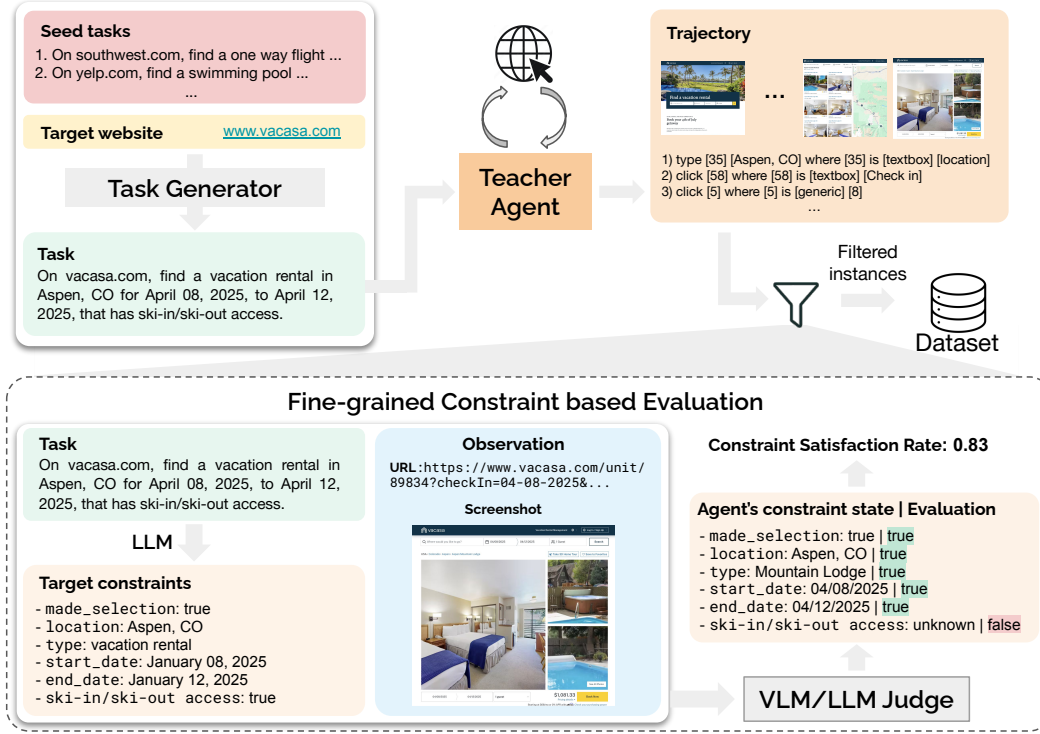 Seed tasks
1. On southwest.com, find a one way flight ...
2. On yelp.com, find a swimming pool ...
...
Target website www.vacasa.com
Task Generator
Task
On vacasa.com, find a vacation rental in
Aspen, CO for April 08, 2025, to April 12,
2025, that has ski-in/ski-out access.
Teacher
Agent
Trajectory
Find a vacation rental
...
1) type [35] [Aspen, CO] where [35] is [textbox] [location]
2) click [58] where [58] is [textbox] [Check in]
3) click [5] where [5] is [generic] [8]
...
Filtered
instances
Dataset
Fine-grained Constraint based Evaluation
Task
On vacasa.com, find a vacation rental in
Aspen, CO for April 08, 2025, to April 12,
2025, that has ski-in/ski-out access.
LLM
Target constraints
- made_selection: true
- location: Aspen, CO
- type: vacation rental
- start_date: January 08, 2025
- end_date: January 12, 2025
- ski-in/ski-out access: true
Observation
URL:https://www.vacasa.com/unit/
89834?checkIn=04-08-2025&...
Screenshot
vacasa
Search
$1,081.33
Book Now
Constraint Satisfaction Rate: 0.83
Agent's constraint state | Evaluation
- made_selection: true | true
- location: Aspen, CO | true
- type: Mountain Lodge | true
- start_date: 04/08/2025 | true
- end_date: 04/12/2025 | true
- ski-in/ski-out access: unknown | false
VLM/LLM Judge